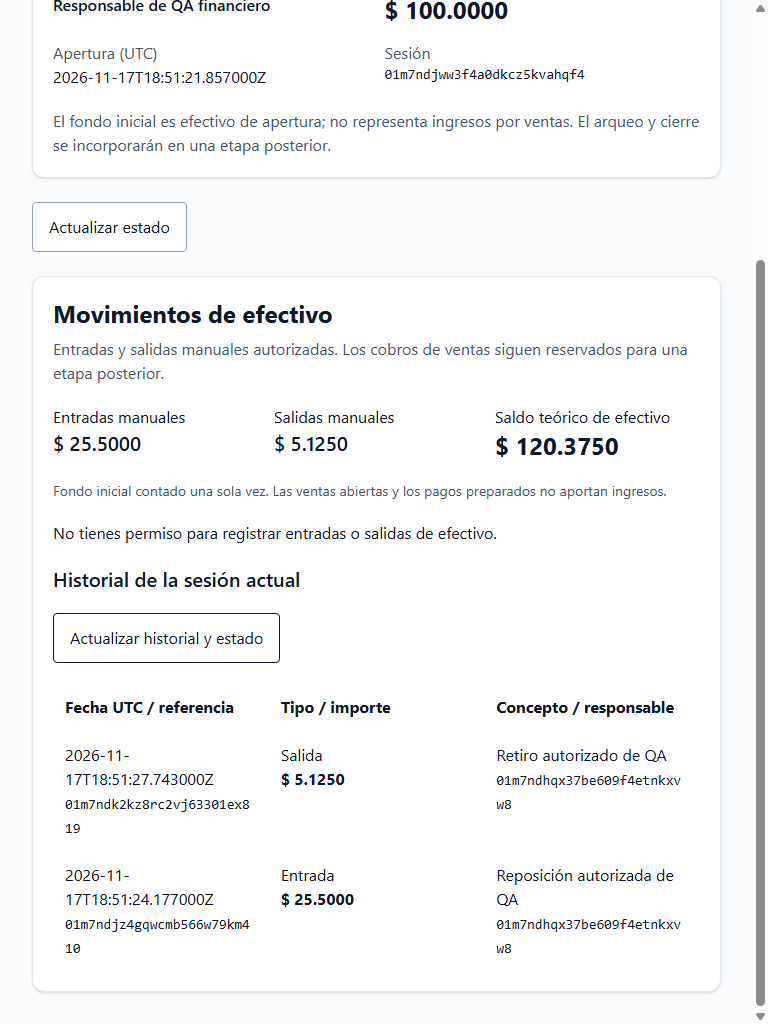 Responsable de QA financiero
$ 100.0000
Apertura (UTC)
2026-11-17T18:51:21.857000Z
Sesión
01m7ndjww3f4a0dkcz5kvahqf4
El fondo inicial es efectivo de apertura; no representa ingresos por ventas. El arqueo y cierre
se incorporarán en una etapa posterior.
Actualizar estado
Movimientos de efectivo
Entradas y salidas manuales autorizadas. Los cobros de ventas siguen reservados para una
etapa posterior.
Entradas manuales
$ 25.5000
Salidas manuales
$ 5.1250
Saldo teórico de efectivo
$ 120.3750
Fondo inicial contado una sola vez. Las ventas abiertas y los pagos preparados no aportan ingresos.
No tienes permiso para registrar entradas o salidas de efectivo.
Historial de la sesión actual
Actualizar historial y estado
Fecha UTC / referencia
Tipo / importe
Concepto / responsable
2026-11-
17T18:51:27.743000Z
01m7ndk2kz8rc2vj63301ex8
19
Salida
$ 5.1250
Retiro autorizado de QA
01m7ndhqx37be609f4etnkxv
w8
2026-11-
17T18:51:24.177000Z
01m7ndjz4gqwcmb566w79km4
10
Entrada
$ 25.5000
Reposición autorizada de
QA
01m7ndhqx37be609f4etnkxv
w8